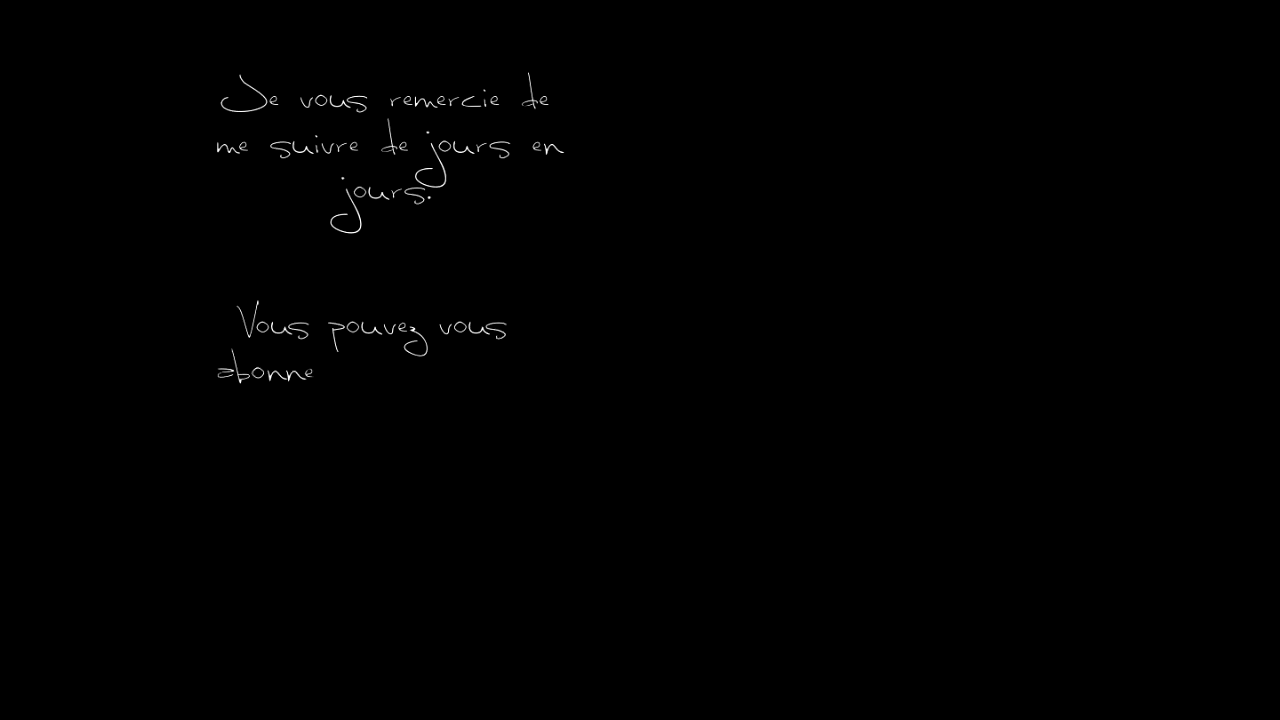 Je vous remercie de
me suivre de jours en
jours.
Vous pouvez vous
abonne